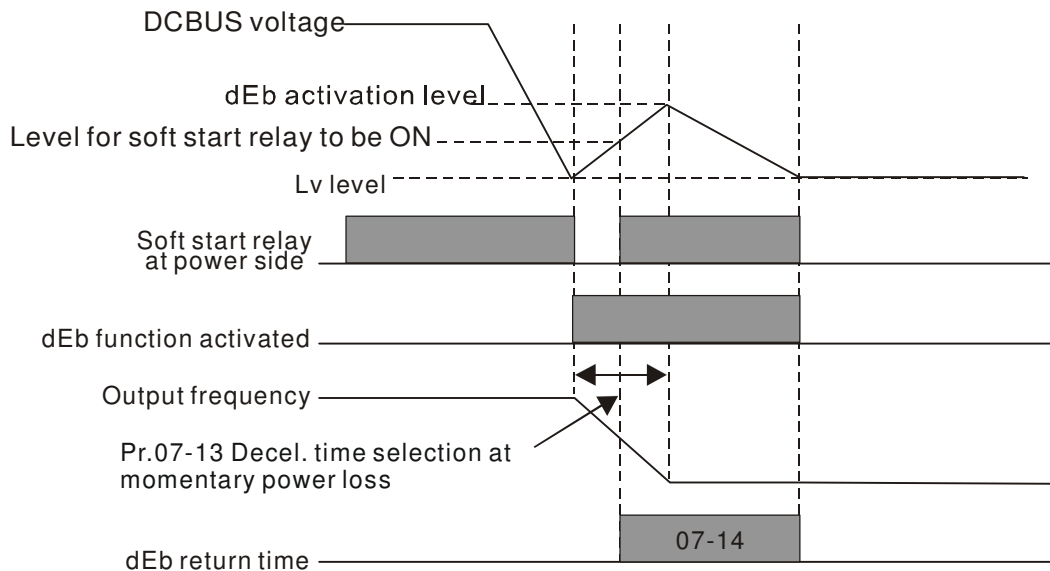 DCBUS voltage
dEb activation level
Level for soft start relay to be ON
Lv level
Soft start relay
at power side
dEb function activated
Output frequency
Pr.07-13 Decel. time selection at
momentary power loss
07-14
dEb return time